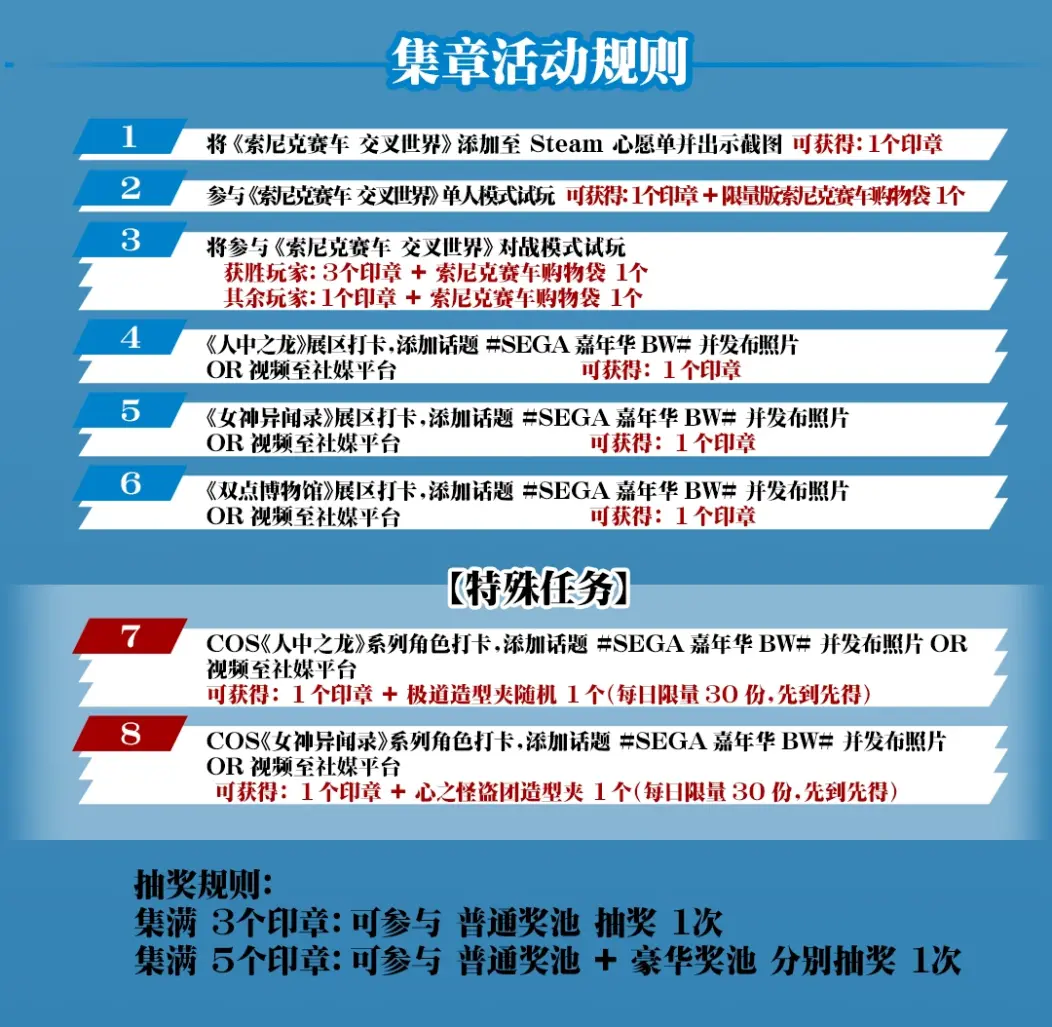 集章活动规则
1
将《索尼克赛车 交叉世界》添加至 Steam 心愿单并出示截图 可获得:1个印章
2
参与《索尼克赛车 交叉世界》单人模式试玩 可获得:1个印章+限量版索尼克赛车购物袋 1个
3
将参与《索尼克赛车 交叉世界》对战模式试玩
获胜玩家:3个印章 + 索尼克赛车购物袋 1个
其余玩家:1个印章 + 索尼克赛车购物袋 1个
4
《人中之龙》展区打卡,添加话题 #SEGA 嘉年华 BW# 并发布照片
OR 视频至社媒平台 可获得: 1个印章
5
《女神异闻录》展区打卡,添加话题 #SEGA 嘉年华 BW# 并发布照片
OR 视频至社媒平台 可获得: 1个印章
6
《双点博物馆》展区打卡,添加话题 #SEGA 嘉年华 BW# 并发布照片
OR 视频至社媒平台 可获得: 1个印章
【特殊任务】
7
COS《人中之龙》系列角色打卡,添加话题 #SEGA 嘉年华 BW# 并发布照片 OR
视频至社媒平台
可获得: 1个印章 + 极道造型夹随机 1个(每日限量 30 份,先到先得)
8
COS《女神异闻录》系列角色打卡,添加话题 #SEGA 嘉年华 BW# 并发布照片
OR 视频至社媒平台
可获得: 1个印章 + 心之怪盗团造型夹 1个(每日限量 30 份,先到先得)
抽奖规则:
集满 3个印章:可参与 普通奖池 抽奖 1次
集满 5个印章:可参与 普通奖池 + 豪华奖池 分别抽奖 1次